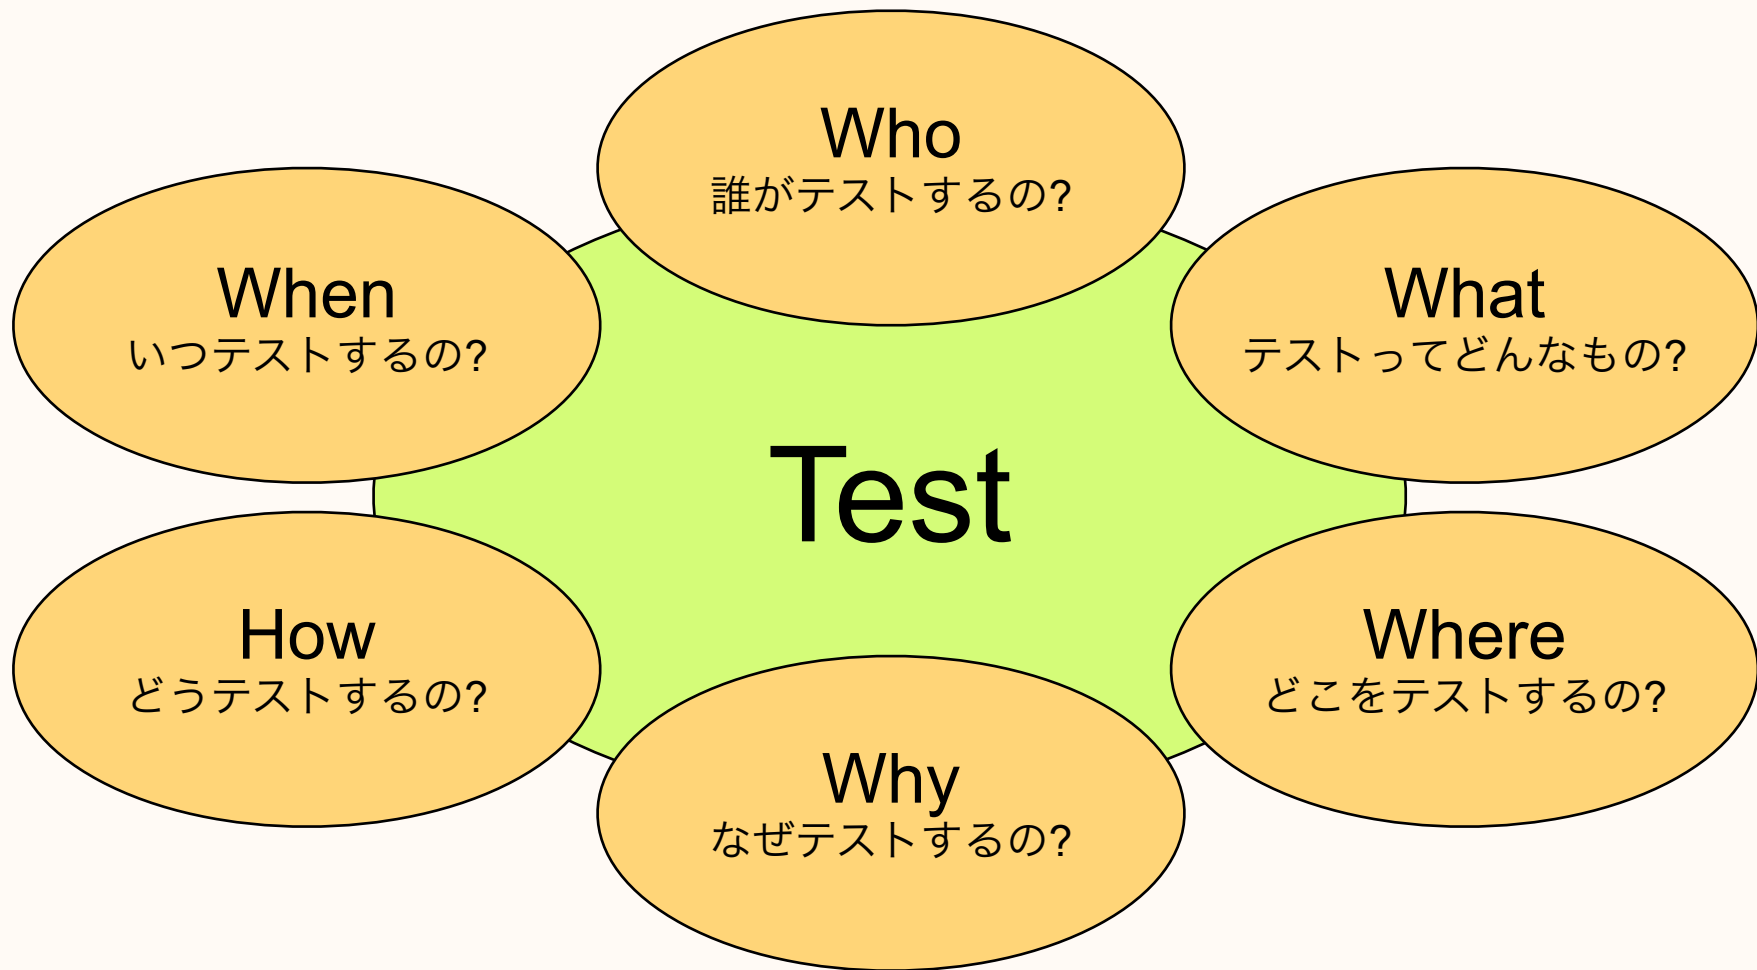 Who
誰がテストするの?
When
いつテストするの?
What
テストってどんなもの?
Test
How
どうテストするの?
Where
どこをテストするの?
Why
なぜテストするの?